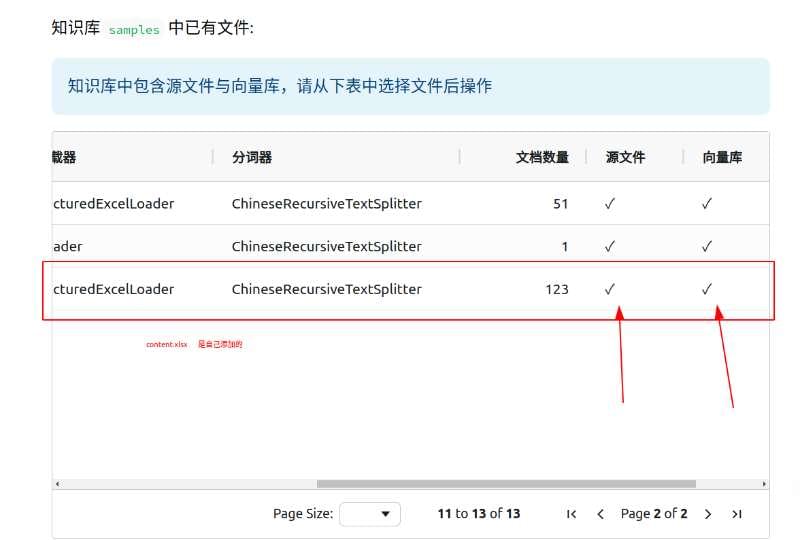 知识库 samples 中已有文件:
知识库中包含源文件与向量库，请从下表中选择文件后操作
载器 分词器 文档数量 源文件 向量库
cturedExcelLoader ChineseRecursiveTextSplitter 51 ✓ ✓
ader ChineseRecursiveTextSplitter 1 ✓ ✓
cturedExcelLoader ChineseRecursiveTextSplitter 123 ✓ ✓
content.xlsx 是自己添加的
Page Size: 11 to 13 of 13 Page 2 of 2